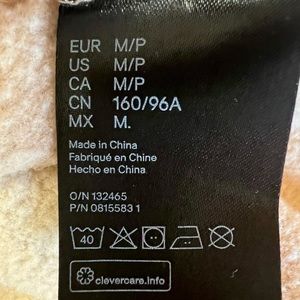 EUR M/P
US M/P
CA M/P
CN 160/96A
MX M.
Made in China
Fabriqué en Chine
Hecho en China
O/N 132465
P/N 0815583 1
40
clevercare.info